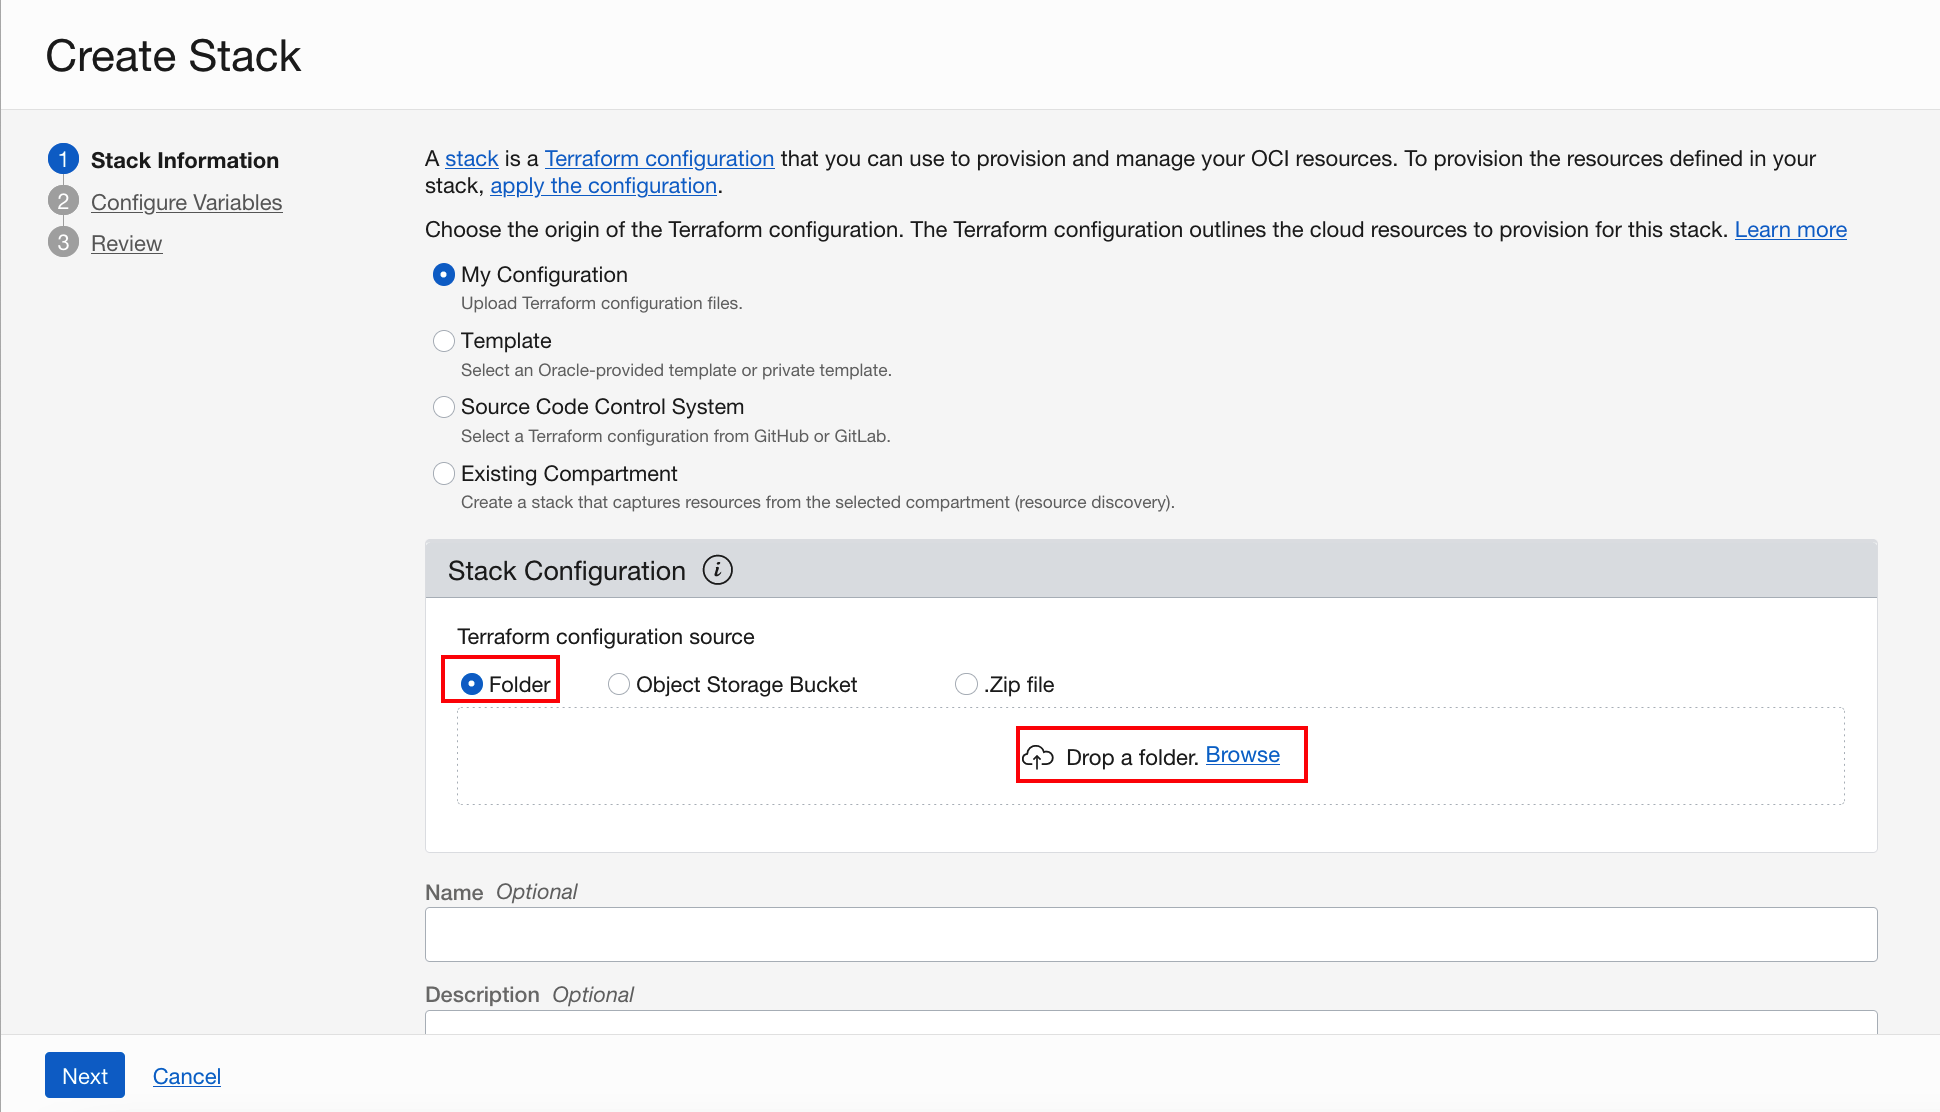 Create Stack
1 Stack Information
2 Configure Variables
3 Review
A stack is a Terraform configuration that you can use to provision and manage your OCI resources. To provision the resources defined in your
stack, apply the configuration.
Choose the origin of the Terraform configuration. The Terraform configuration outlines the cloud resources to provision for this stack. Learn more
My Configuration
Upload Terraform configuration files.
Template
Select an Oracle-provided template or private template.
Source Code Control System
Select a Terraform configuration from GitHub or GitLab.
Existing Compartment
Create a stack that captures resources from the selected compartment (resource discovery).
Stack Configuration i
Terraform configuration source
Folder Object Storage Bucket .Zip file
Drop a folder. Browse
Name Optional
Description Optional
Next Cancel